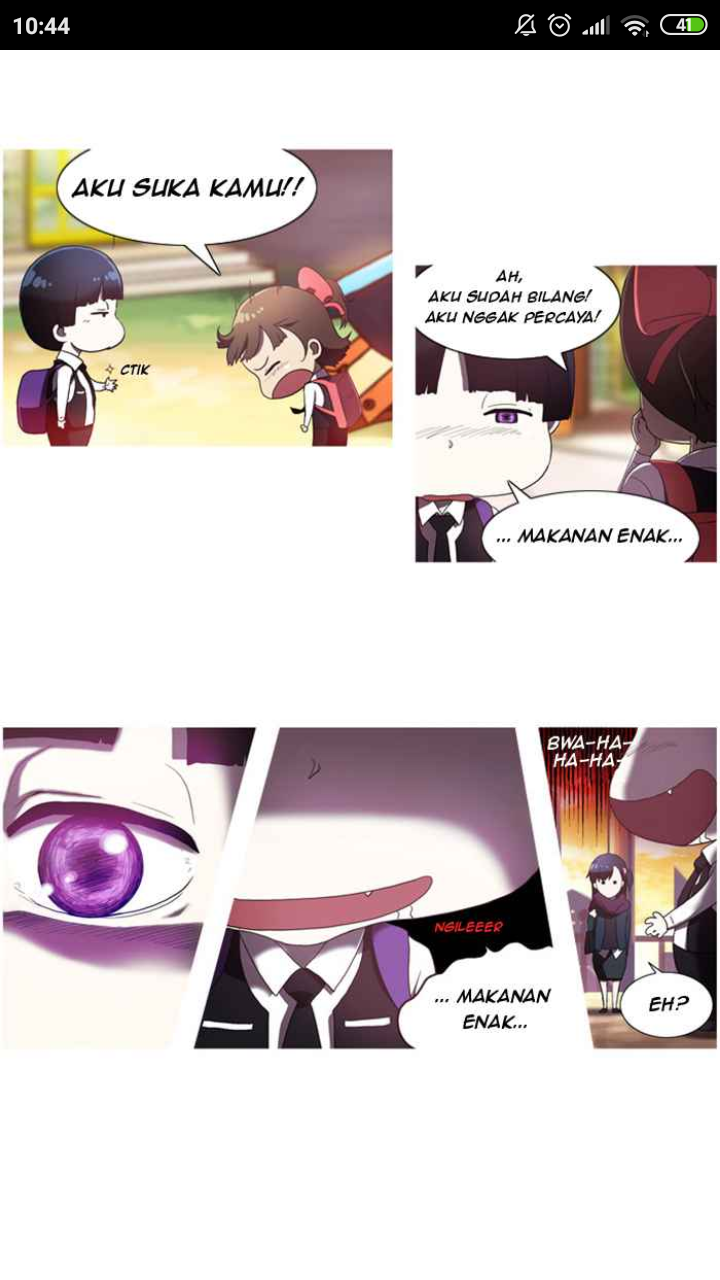 10:44
41
AKU SUKA KAMU!!
CTIK
AH,
AKU SUDAH BILANG!
AKU NGGAK PERCAYA!
... MAKANAN ENAK...
NGILEEER
... MAKANAN
ENAK...
BWA-HA-
HA-HA-
EH?